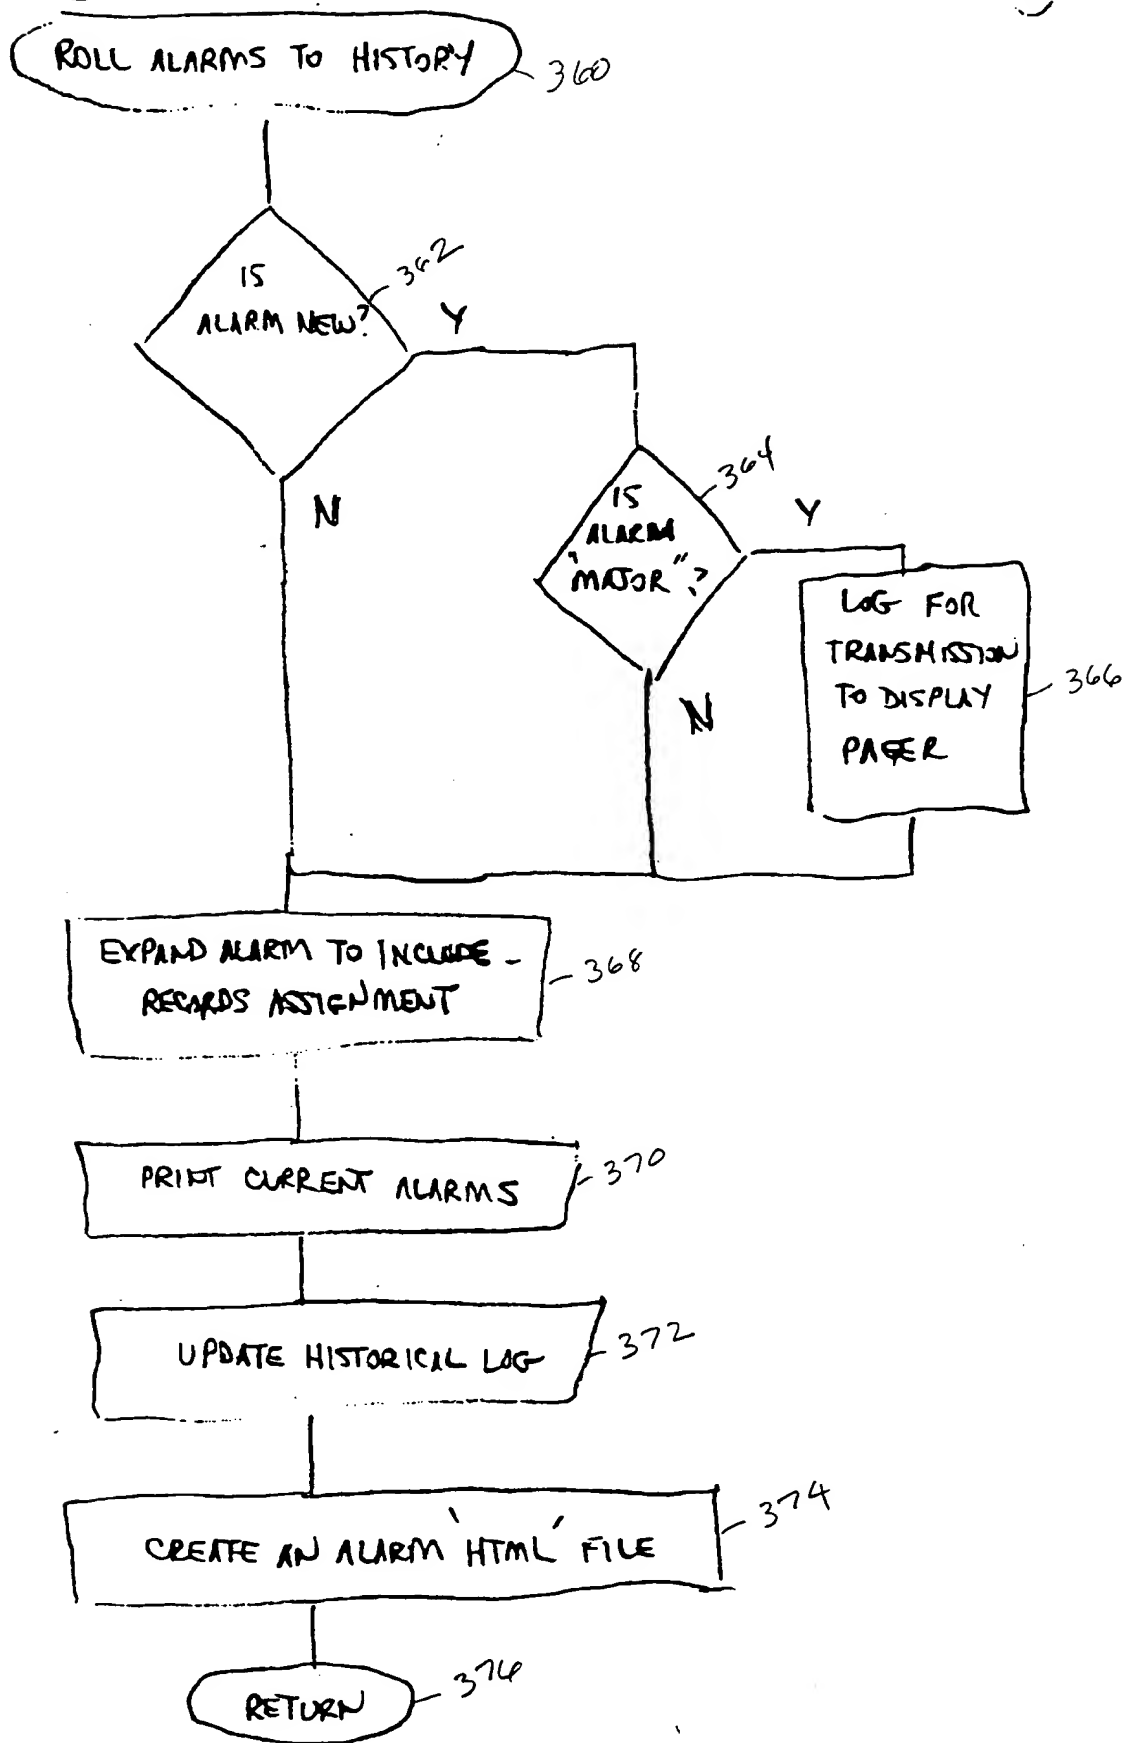 ROLL ALARMS TO HISTORY
360
IS
ALARM NEW?
362
Y
N
IS
ALARM
"MAJOR"?
364
Y
N
LOG FOR
TRANSMISSION
TO DISPLAY
PAGER
366
EXPAND ALARM TO INCLUDE -
RECORDS ASSIGNMENT
368
PRINT CURRENT ALARMS
370
UPDATE HISTORICAL LOG
372
CREATE AN ALARM 'HTML' FILE
374
RETURN
376